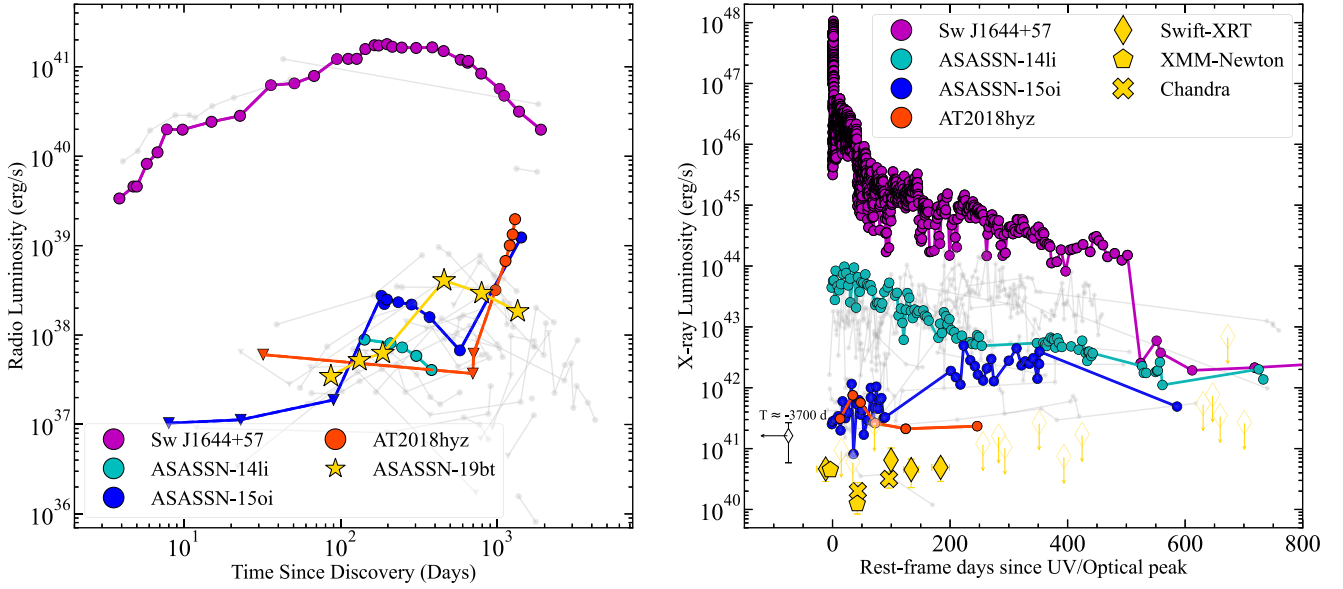 Radio Luminosity (erg/s)
10^41
10^40
10^39
10^38
10^37
10^36
Sw J1644+57
ASASSN-14li
ASASSN-15oi
AT2018hyz
ASASSN-19bt
10^1
10^2
10^3
Time Since Discovery (Days)
X-ray Luminosity (erg/s)
10^48
10^47
10^46
10^45
10^44
10^43
10^42
10^41
10^40
Sw J1644+57
ASASSN-14li
ASASSN-15oi
AT2018hyz
Swift-XRT
XMM-Newton
Chandra
T ≈ -3700 d
0
200
400
600
800
Rest-frame days since UV/Optical peak